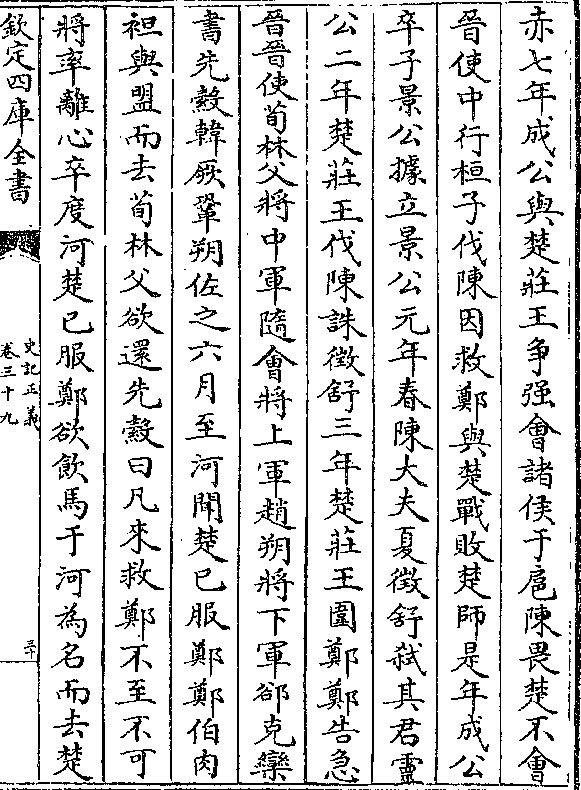 赤七年成公與楚莊王爭强會諸侯于扈陳畏楚不會
晉使中行桓子伐陳因救鄭與楚戰敗楚師是年成公
卒子景公據立景公元年春陳大夫夏徵舒弑其君靈
公二年楚莊王伐陳誅徵舒三年楚莊王圍鄭鄭告急
晉晉使荀林父將中軍隨會將上軍趙朔將下軍郤克欒
書先縠韓厥鞏朔佐之六月至河聞楚已服鄭鄭伯肉
袒與盟而去荀林父欲還先縠曰凡來救鄭不至不可
將率離心卒度河楚已服鄭欲飲馬于河為名而去楚
欽定四庫全書
史記正義
卷三十九
三十